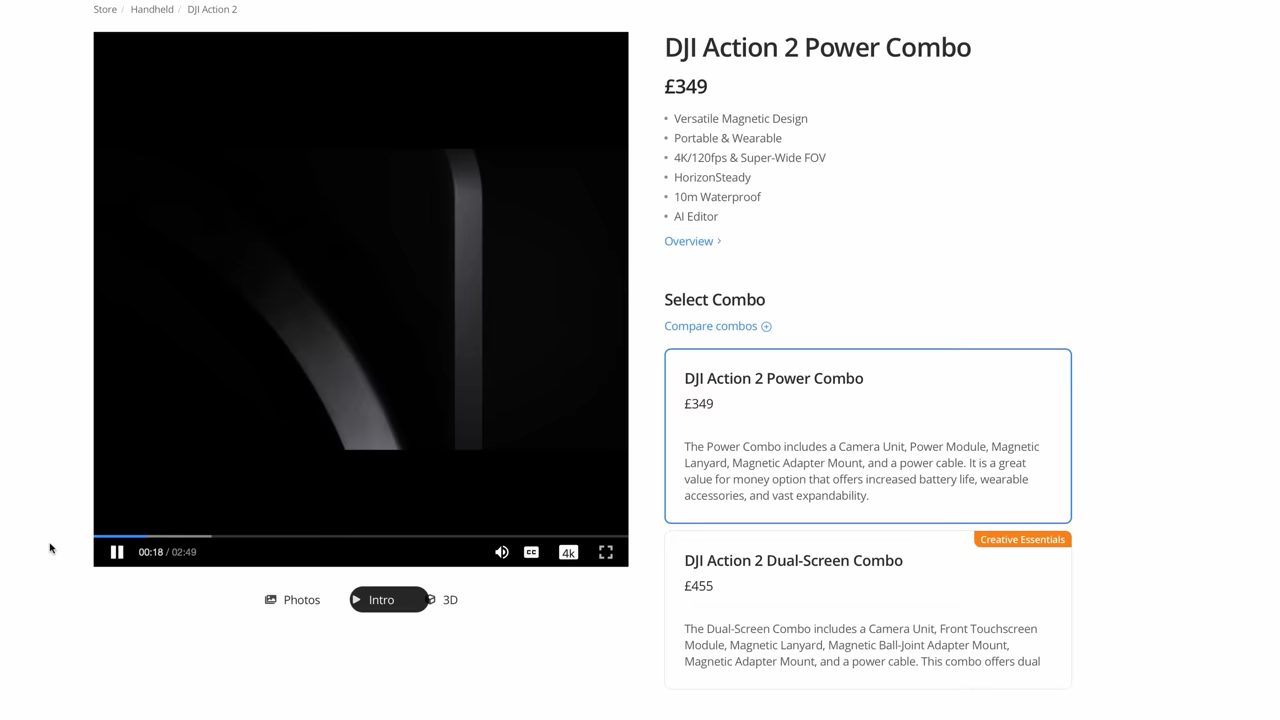 Store / Handheld / DJI Action 2
DJI Action 2 Power Combo
£349
• Versatile Magnetic Design
• Portable & Wearable
• 4K/120fps & Super-Wide FOV
• HorizonSteady
• 10m Waterproof
• AI Editor
Overview >
Select Combo
Compare combos
DJI Action 2 Power Combo
£349
The Power Combo includes a Camera Unit, Power Module, Magnetic
Lanyard, Magnetic Adapter Mount, and a power cable. It is a great
value for money option that offers increased battery life, wearable
accessories, and vast expandability.
Creative Essentials
DJI Action 2 Dual-Screen Combo
£455
The Dual-Screen Combo includes a Camera Unit, Front Touchscreen
Module, Magnetic Lanyard, Magnetic Ball-Joint Adapter Mount,
Magnetic Adapter Mount, and a power cable. This combo offers dual
00:18 / 02:49
CC
4k
Photos
Intro
3D